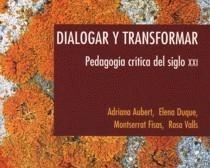 DIALOGAR Y TRANSFORMAR
Pedagogía crítica del siglo XXI
Adriana Aubert, Elena Duque,
Montserrat Fisas, Rosa Valls